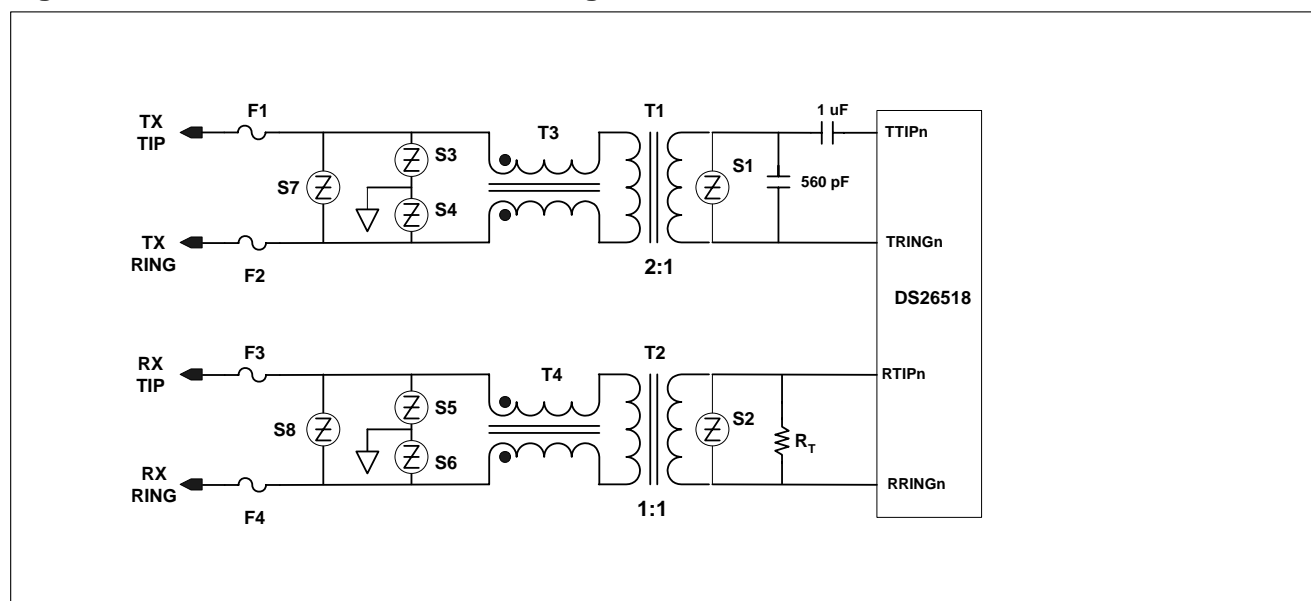 F1
T1
1 uF
TX
TIP
T3
TTIPn
S3
S1
S7
560 pF
S4
TX
RING
TRINGn
F2
2:1
DS26518
F3
T2
RX
TIP
T4
RTIPn
S5
S2
S8
RT
S6
RX
RING
RRINGn
F4
1:1